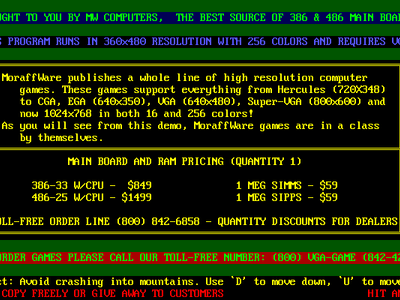 UGHT TO YOU BY MW COMPUTERS, THE BEST SOURCE OF 386 & 486 MAIN BOAR
PROGRAM RUNS IN 360x480 RESOLUTION WITH 256 COLORS AND REQUIRES V
MoraffWare publishes a whole line of high resolution computer
games. These games support everything from Hercules (720X348)
to CGA, EGA (640x350), VGA (640x480), Super-VGA (800x600) and
now 1024x768 in both 16 and 256 colors!
As you will see from this demo, MoraffWare games are in a class
by themselves.
MAIN BOARD AND RAM PRICING (QUANTITY 1)
386-33 W/CPU - $849 1 MEG SIMMS - $59
486-25 W/CPU - $1499 1 MEG SIPPS - $59
OLL-FREE ORDER LINE (800) 842-6858 - QUANTITY DISCOUNTS FOR DEALERS
ORDER GAMES PLEASE CALL OUR TOLL-FREE NUMBER: (800) VGA-GAME (842-42
ct: Avoid crashing into mountains. Use `D' to move down, `U' to move
COPY FREELY OR GIVE AWAY TO CUSTOMERS HIT AN